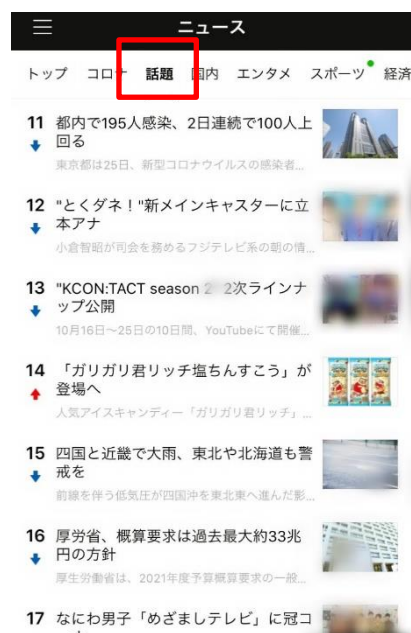 ニュース
トップ コロナ 話題 国内 エンタメ スポーツ 経済
11 都内で195人感染、2日連続で100人上
回る
東京都は25日、新型コロナウイルスの感染者...
12 "とくダネ！"新メインキャスターに立
本アナ
小倉智昭が司会を務めるフジテレビ系の朝の情...
13 "KCON:TACT season 2 2次ラインナ
ップ公開
10月16日〜25日の10日間、YouTubeにて開催...
14 「ガリガリ君リッチ塩ちんすこう」が
登場へ
人気アイスキャンディー「ガリガリ君リッチ」...
15 四国と近畿で大雨、東北や北海道も警
戒を
前線を伴う低気圧が四国沖を東北東へ進んだ影...
16 厚労省、概算要求は過去最大約33兆
円の方針
厚生労働省は、2021年度予算概算要求の一般...
17 なにわ男子「めざましテレビ」に冠コ